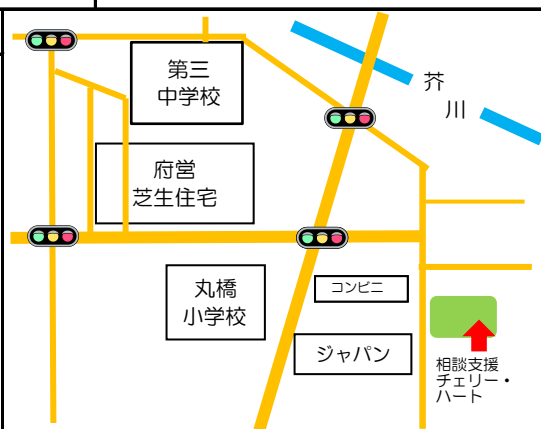 第三
中学校
芥
川
府営
芝生住宅
丸橋
小学校
コンビニ
ジャパン
相談支援
チェリー・
ハート